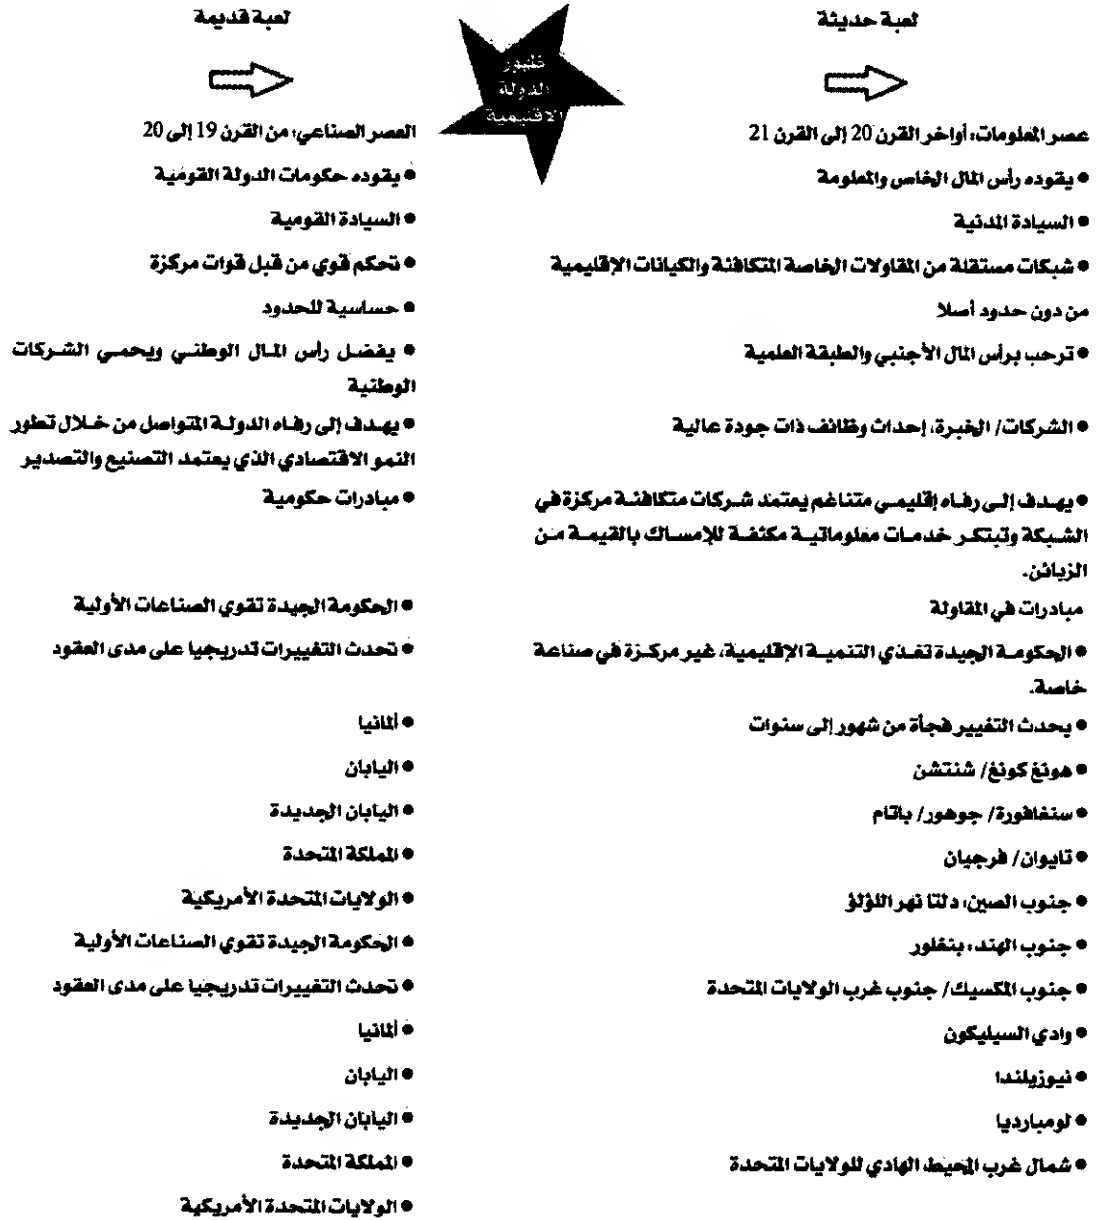 لعبة حديثة
عصر المعلومات، أواخر القرن 20 إلى القرن 21
● يقوده رأس المال الخاص والمعلومة
● السيادة المدنية
● شبكات مستقلة من المقاولات الخاصة المتكافئة والكيانات الإقليمية
من دون حدود أصلا
● ترحب برأس المال الأجنبي والطبقة العلمية
● الشركات/ الخبرة، إحداث وظائف ذات جودة عالية
● يهدف إلى رفاه إقليمي متناغم يعتمد شركات متكافئة مركزة في
الشبكة وتبتكر خدمات معلوماتية مكثفة للإمساك بالقيمة من
الزبائن.
مبادرات في المقاولة
● الحكومة الجيدة تغذي التنمية الإقليمية، غير مركزة في صناعة
خاصة.
● يحدث التغيير فجأة من شهور إلى سنوات
● هونغ كونغ/ شنتشن
● سنغافورة/ جوهور/ باتام
● تايوان/ فرجيان
● جنوب الصين، دلتا نهر اللؤلؤ
● جنوب الهند، بنغلور
● جنوب المكسيك/ جنوب غرب الولايات المتحدة
● وادي السيليكون
● نيوزيلندا
● لومبارديا
● شمال غرب المحيط الهادي للولايات المتحدة
ظهور
الدولة
الاقليمية
لعبة قديمة
العصر الصناعي، من القرن 19 إلى 20
● يقوده حكومات الدولة القومية
● السيادة القومية
● تحكم قوي من قبل قوات مركزة
● حساسية للحدود
● يفضل رأس المال الوطني ويحمي الشركات
الوطنية
● يهدف إلى رفاه الدولة المتواصل من خلال تطور
النمو الاقتصادي الذي يعتمد التصنيع والتصدير
● مبادرات حكومية
● الحكومة الجيدة تقوي الصناعات الأولية
● تحدث التغييرات تدريجيا على مدى العقود
● ألمانيا
● اليابان
● اليابان الجديدة
● المملكة المتحدة
● الولايات المتحدة الأمريكية
● الحكومة الجيدة تقوي الصناعات الأولية
● تحدث التغييرات تدريجيا على مدى العقود
● ألمانيا
● اليابان
● اليابان الجديدة
● المملكة المتحدة
● الولايات المتحدة الأمريكية